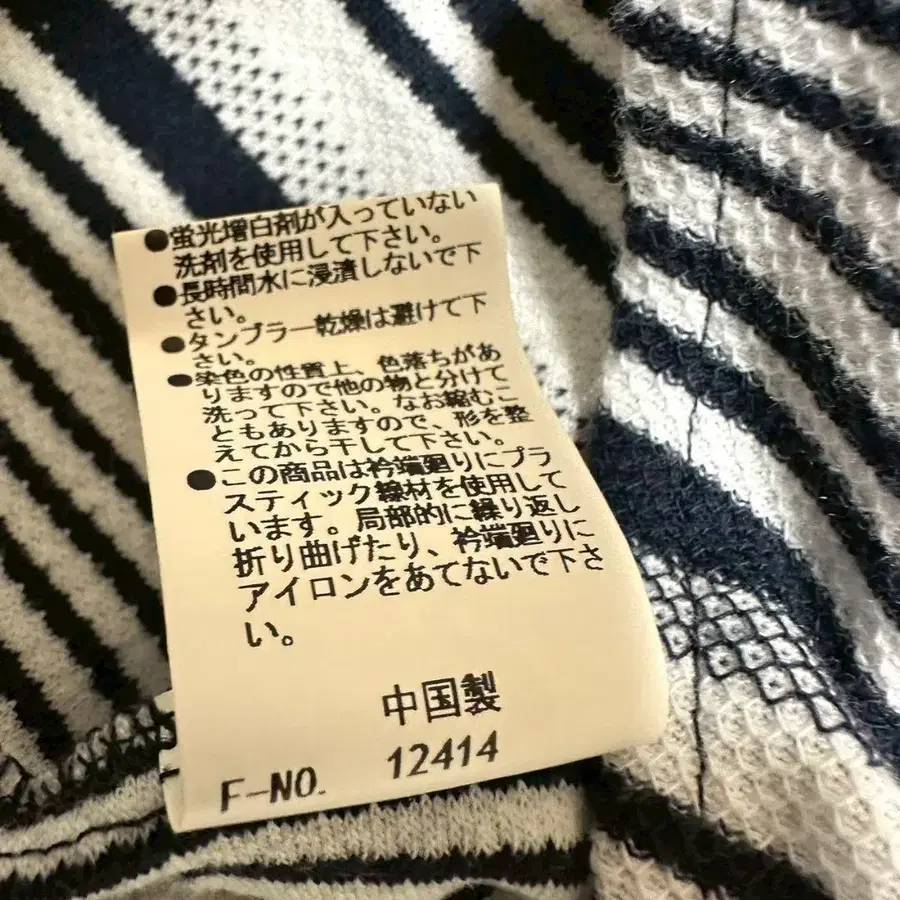 ●蛍光増白剤が入っていない
洗剤を使用して下さい。
●長時間水に浸漬しないで下
さい。
●タンブラー乾燥は避けて下
さい。
●染色の性質上、色落ちがあ
りますので他の物と分けて
洗って下さい。なお縮むこ
ともありますので、形を整
えてから干して下さい。
●この商品は衿端廻りにプラ
スティック線材を使用して
います。局部的に繰り返し
折り曲げたり、衿端廻りに
アイロンをあてないで下さ
い。
中国製
F-NO. 12414